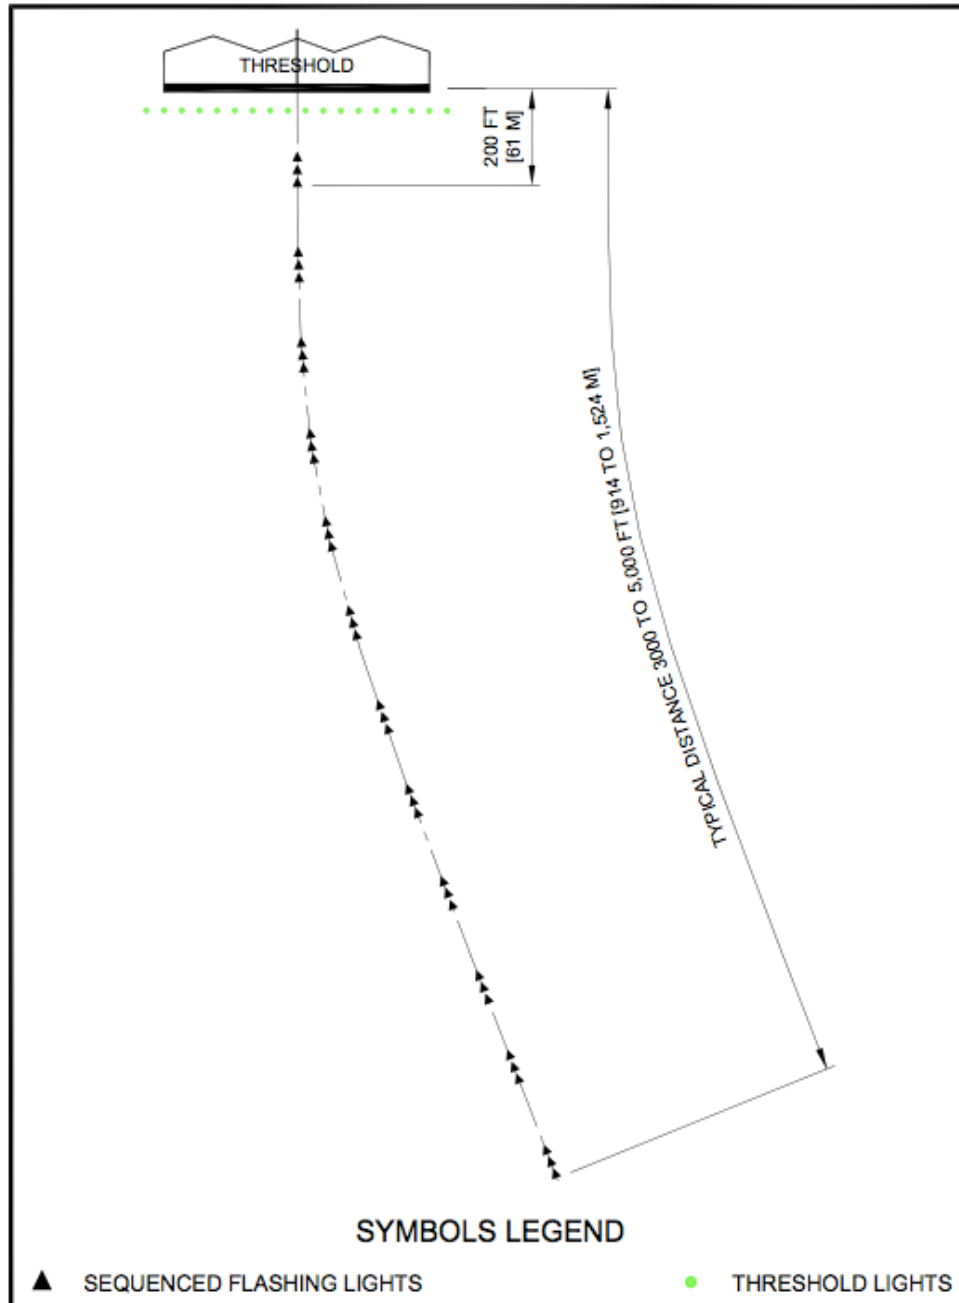 THRESHOLD
200 FT
[61 M]
TYPICAL DISTANCE 3000 TO 5,000 FT [914 TO 1,524 M]
SYMBOLS LEGEND
SEQUENCED FLASHING LIGHTS
THRESHOLD LIGHTS